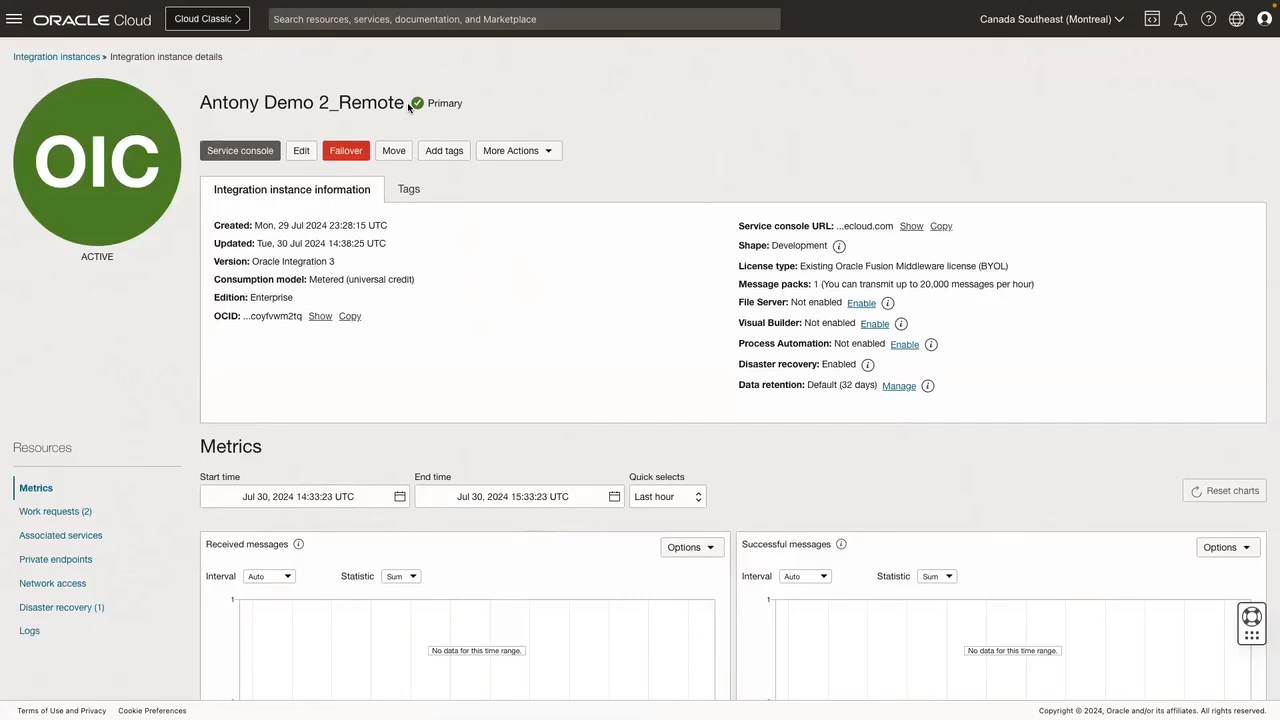 ORACLE Cloud
Cloud Classic
Search resources, services, documentation, and Marketplace
Canada Southeast (Montreal)
Integration instances » Integration instance details
OIC
ACTIVE
Antony Demo 2_Remote
Primary
Service console
Edit
Failover
Move
Add tags
More Actions
Integration instance information
Tags
Created: Mon, 29 Jul 2024 23:28:15 UTC
Updated: Tue, 30 Jul 2024 14:38:25 UTC
Version: Oracle Integration 3
Consumption model: Metered (universal credit)
Edition: Enterprise
OCID: ...coyfvwm2tq Show Copy
Service console URL: ...ecloud.com Show Copy
Shape: Development
License type: Existing Oracle Fusion Middleware license (BYOL)
Message packs: 1 (You can transmit up to 20,000 messages per hour)
File Server: Not enabled Enable
Visual Builder: Not enabled Enable
Process Automation: Not enabled Enable
Disaster recovery: Enabled
Data retention: Default (32 days) Manage
Resources
Metrics
Work requests (2)
Associated services
Private endpoints
Network access
Disaster recovery (1)
Logs
Metrics
Start time
Jul 30, 2024 14:33:23 UTC
End time
Jul 30, 2024 15:33:23 UTC
Quick selects
Last hour
Reset charts
Received messages
Options
Interval Auto Statistic Sum
1
No data for this time range.
Successful messages
Options
Interval Auto Statistic Sum
1
No data for this time range.
Terms of Use and Privacy
Cookie Preferences
Copyright © 2024, Oracle and/or its affiliates. All rights reserved.